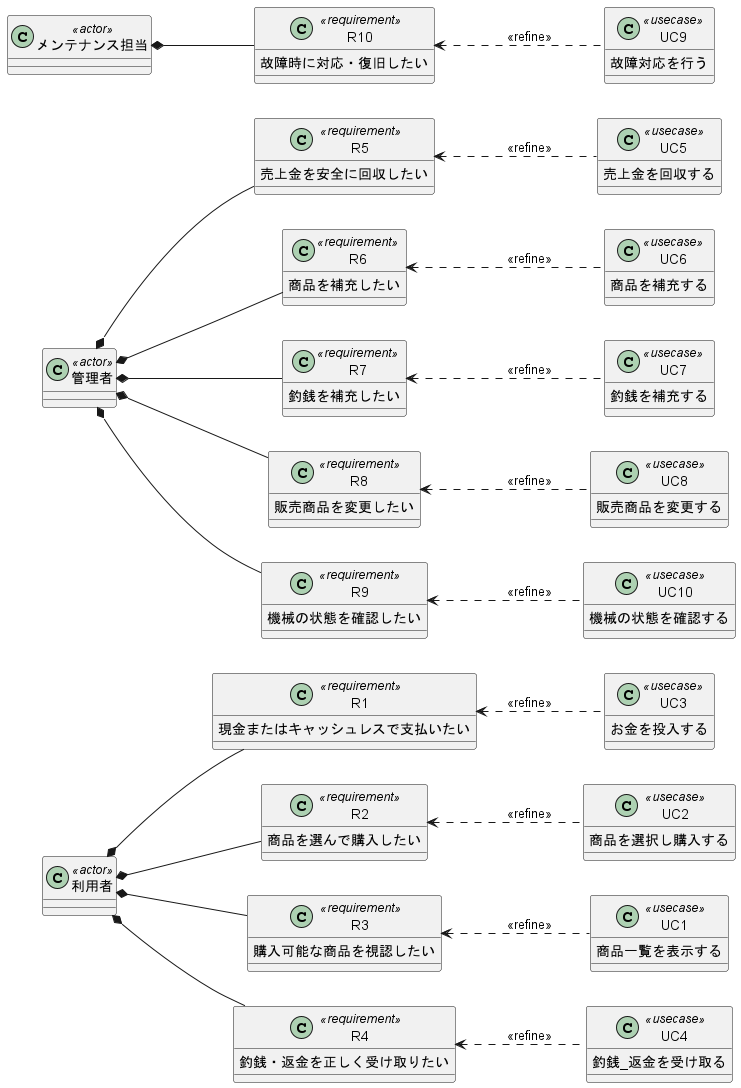 «actor»
メンテナンス担当
«requirement»
R10
故障時に対応・復旧したい
«refine»
«usecase»
UC9
故障対応を行う
«requirement»
R5
売上金を安全に回収したい
«refine»
«usecase»
UC5
売上金を回収する
«requirement»
R6
商品を補充したい
«refine»
«usecase»
UC6
商品を補充する
«actor»
管理者
«requirement»
R7
釣銭を補充したい
«refine»
«usecase»
UC7
釣銭を補充する
«requirement»
R8
販売商品を変更したい
«refine»
«usecase»
UC8
販売商品を変更する
«requirement»
R9
機械の状態を確認したい
«refine»
«usecase»
UC10
機械の状態を確認する
«requirement»
R1
現金またはキャッシュレスで支払いたい
«refine»
«usecase»
UC3
お金を投入する
«requirement»
R2
商品を選んで購入したい
«refine»
«usecase»
UC2
商品を選択し購入する
«actor»
利用者
«requirement»
R3
購入可能な商品を視認したい
«refine»
«usecase»
UC1
商品一覧を表示する
«requirement»
R4
釣銭・返金を正しく受け取りたい
«refine»
«usecase»
UC4
釣銭_返金を受け取る